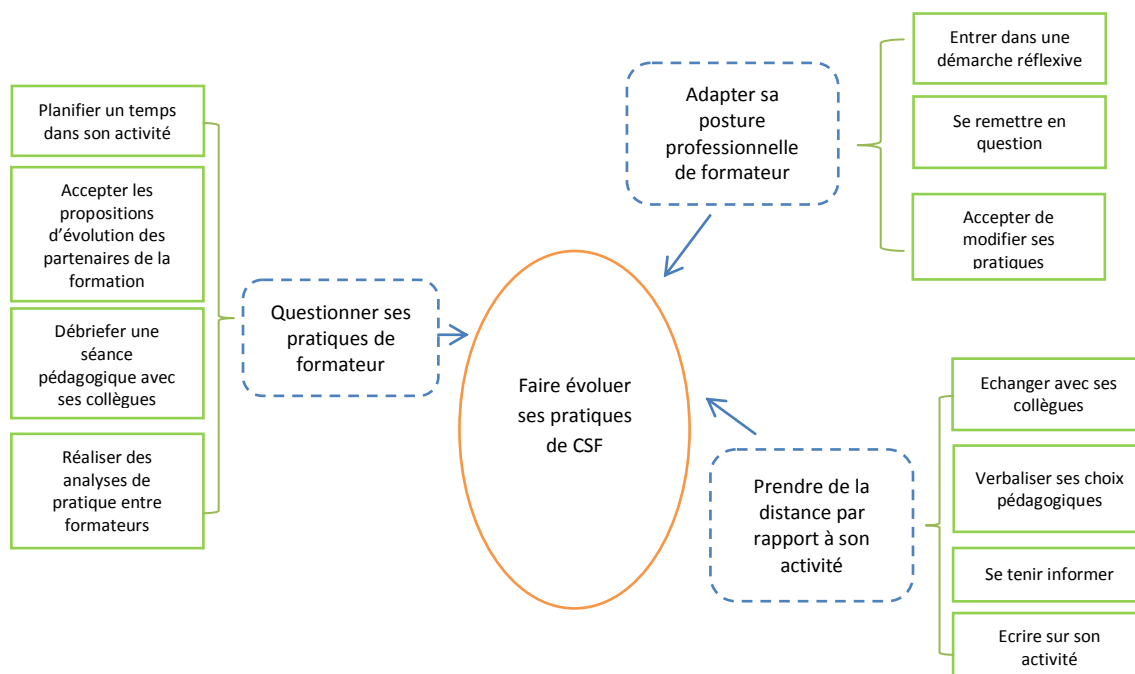 Planifier un temps
dans son activité
Accepter les
propositions
d'évolution des
partenaires de la
formation
Débriefer une
séance
pédagogique avec
ses collègues
Réaliser des
analyses de
pratique entre
formateurs
Questionner ses
pratiques de
formateur
Faire évoluer
ses pratiques
de CSF
Adapter sa
posture
professionnelle
de formateur
Entrer dans une
démarche réflexive
Se remettre en
question
Accepter de
modifier ses
pratiques
Prendre de la
distance par
rapport à son
activité
Echanger avec ses
collègues
Verbaliser ses choix
pédagogiques
Se tenir informer
Ecrire sur son
activité